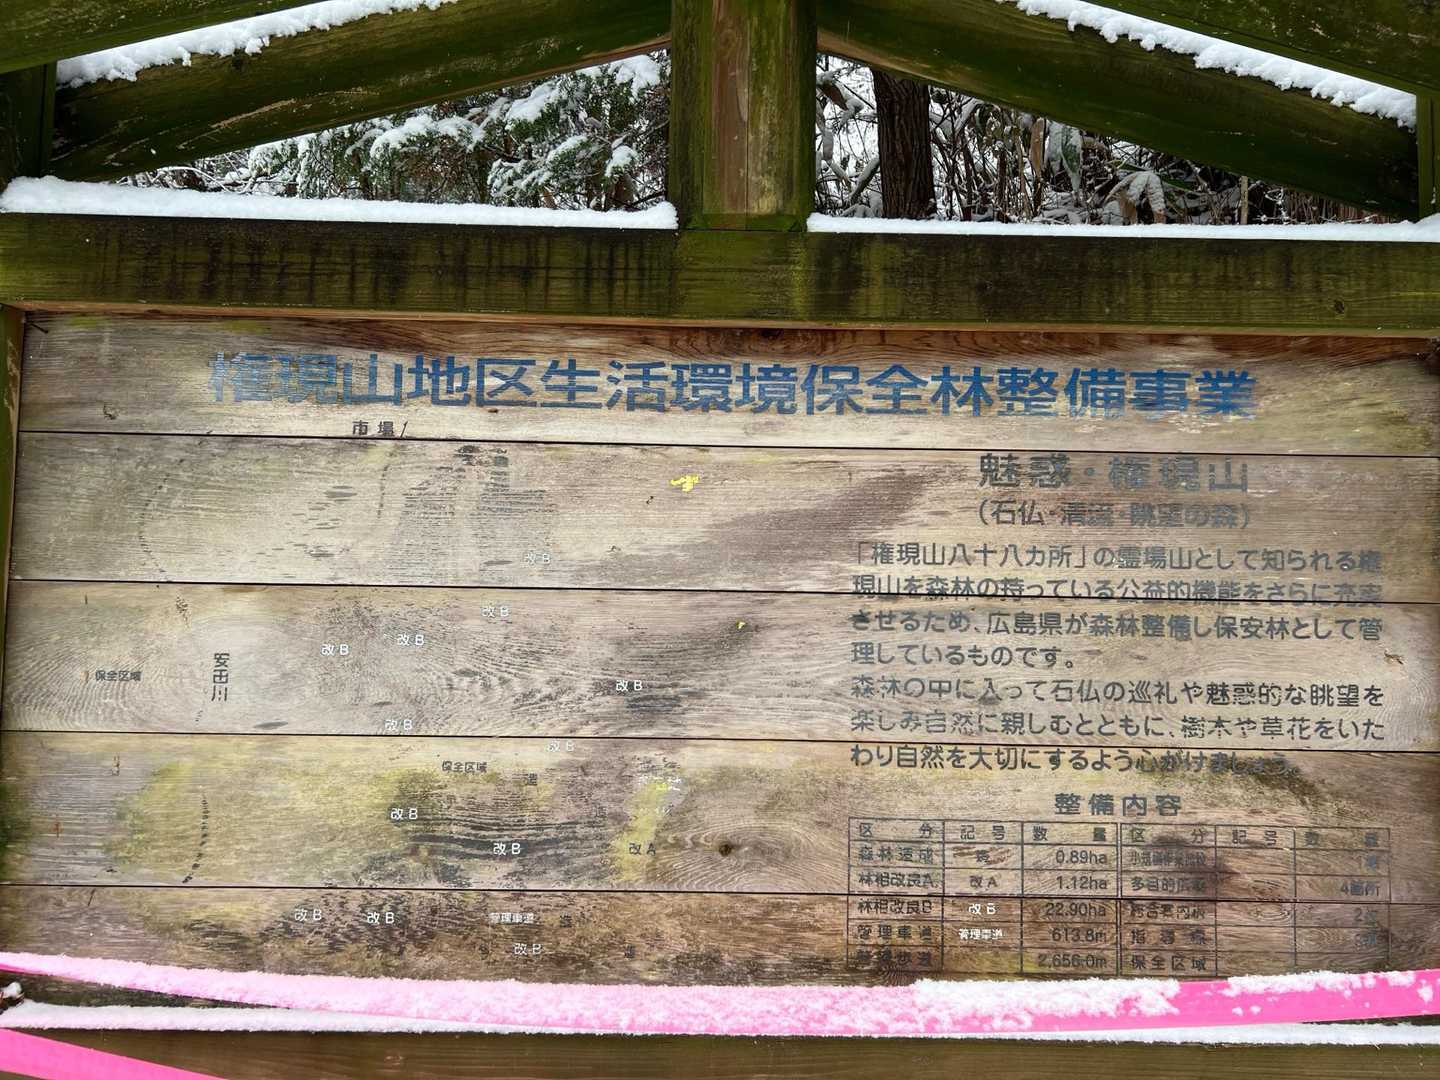 権現山地区生活環境保全林整備事業
市場
魅惑・権現山
(石仏・清流・眺望の森)
「権現山八十八カ所」の霊場山として知られる権
現山を森林の持っている公益的機能をさらに充実
させるため、広島県が森林整備し保安林として管
理しているものです。
森林の中に入って石仏の巡礼や魅惑的な眺望を
楽しみ自然に親しむとともに、樹木や草花をいた
わり自然を大切にするよう心がけましょう。
改B
改B
改B
改B
保全区域
安田川
改B
改B
改B
保全区域
造
改B
改B
改A
改B
改B
管理車道
造
改B
整備内容
区分 記号 数量 区分 記号 数量
森林造成 造 0.89ha
林相改良A 改A 1.12ha 多目的広場 4箇所
林相改良B 改B 22.90ha
管理車道 管理車道 613.8m 指導標
歩道 2,656.0m 保全区域